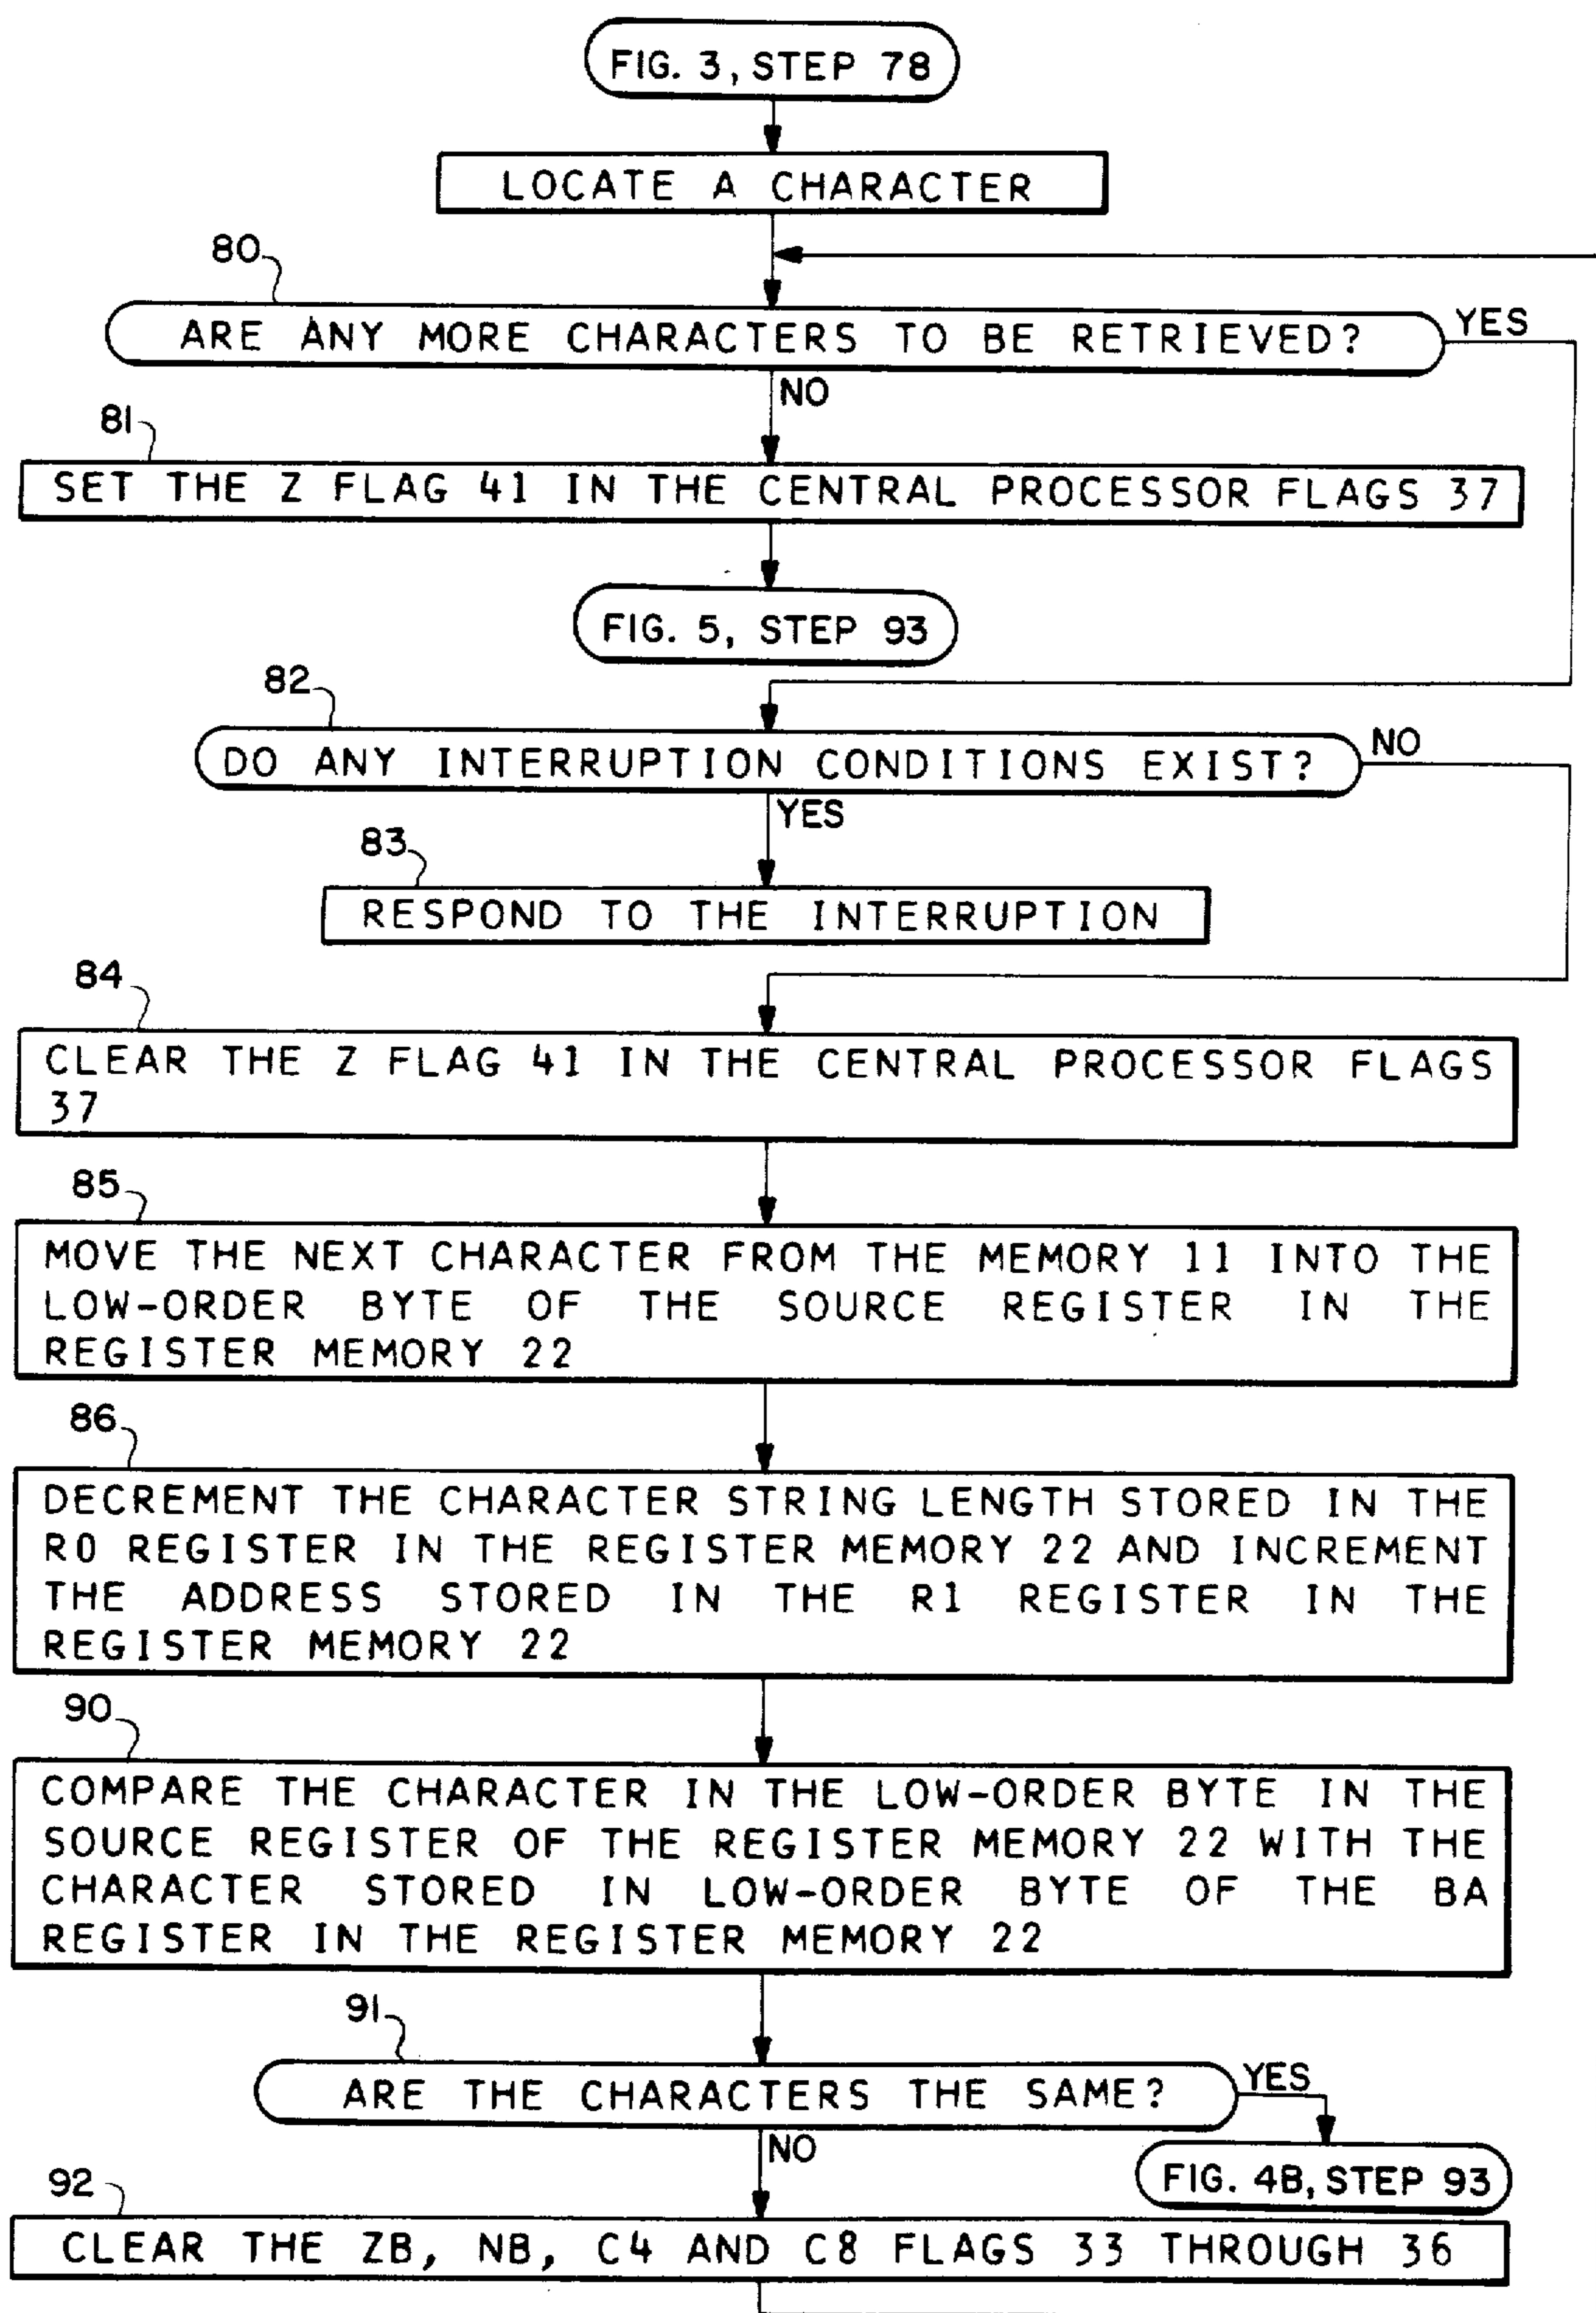 FIG. 3, STEP 78
LOCATE A CHARACTER
80
ARE ANY MORE CHARACTERS TO BE RETRIEVED?
YES
NO
81
SET THE Z FLAG 41 IN THE CENTRAL PROCESSOR FLAGS 37
FIG. 5, STEP 93
82
DO ANY INTERRUPTION CONDITIONS EXIST?
NO
YES
83
RESPOND TO THE INTERRUPTION
84
CLEAR THE Z FLAG 41 IN THE CENTRAL PROCESSOR FLAGS
37
85
MOVE THE NEXT CHARACTER FROM THE MEMORY 11 INTO THE
LOW-ORDER BYTE OF THE SOURCE REGISTER IN THE
REGISTER MEMORY 22
86
DECREMENT THE CHARACTER STRING LENGTH STORED IN THE
R0 REGISTER IN THE REGISTER MEMORY 22 AND INCREMENT
THE ADDRESS STORED IN THE R1 REGISTER IN THE
REGISTER MEMORY 22
90
COMPARE THE CHARACTER IN THE LOW-ORDER BYTE IN THE
SOURCE REGISTER OF THE REGISTER MEMORY 22 WITH THE
CHARACTER STORED IN LOW-ORDER BYTE OF THE BA
REGISTER IN THE REGISTER MEMORY 22
91
ARE THE CHARACTERS THE SAME?
YES
NO
FIG. 4B, STEP 93
92
CLEAR THE ZB, NB, C4 AND C8 FLAGS 33 THROUGH 36